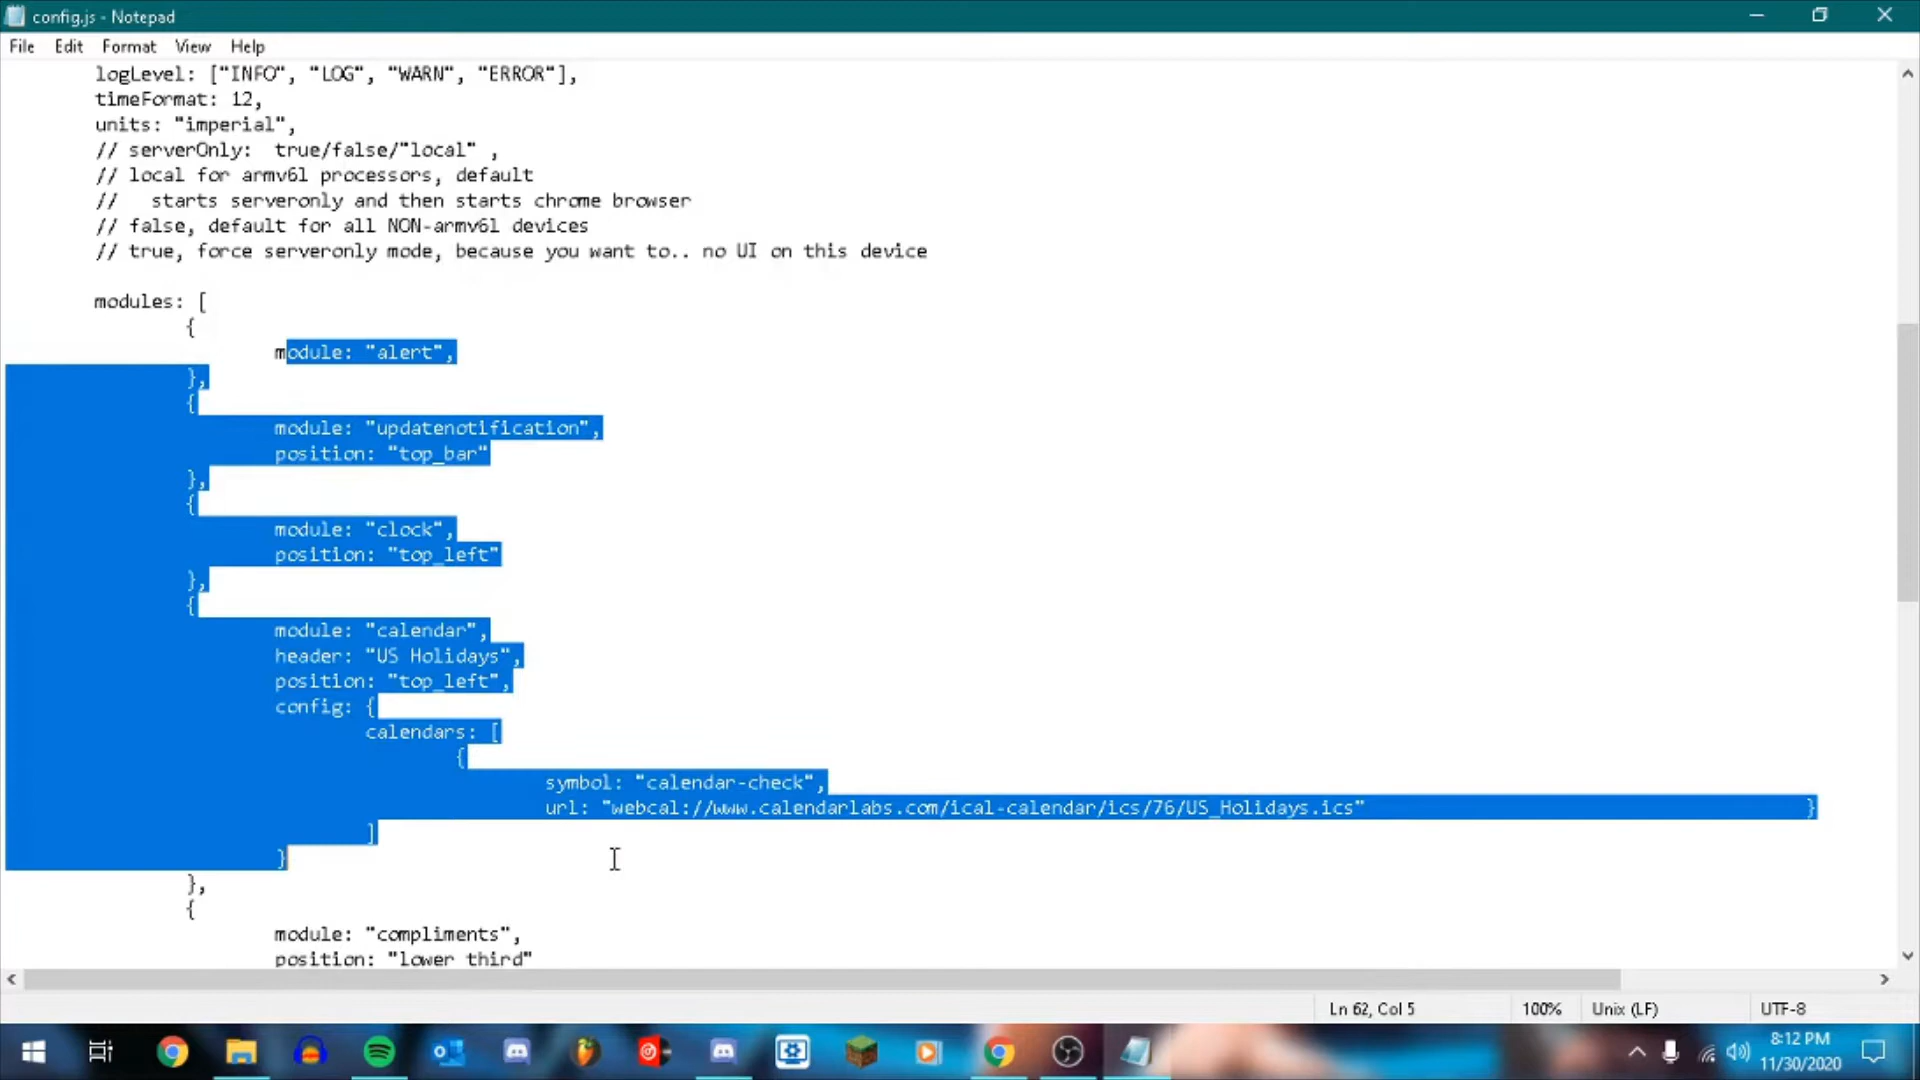 config.js - Notepad
File Edit Format View Help
logLevel: ["INFO", "LOG", "WARN", "ERROR"],
timeFormat: 12,
units: "imperial",
// serverOnly:  true/false/"local" ,
// local for armv6l processors, default
//   starts serveronly and then starts chrome browser
// false, default for all NON-armv6l devices
// true, force serveronly mode, because you want to.. no UI on this device
modules: [
{
module: "alert",
},
{
module: "updatenotification",
position: "top_bar"
},
{
module: "clock",
position: "top_left"
},
{
module: "calendar",
header: "US Holidays",
position: "top_left",
config: {
calendars: [
{
symbol: "calendar-check",
url: "webcal://www.calendarlabs.com/ical-calendar/ics/76/US_Holidays.ics" }
]
}
},
{
module: "compliments",
position: "lower_third"
Ln 62, Col 5 100% Unix (LF) UTF-8
8:12 PM
11/30/2020